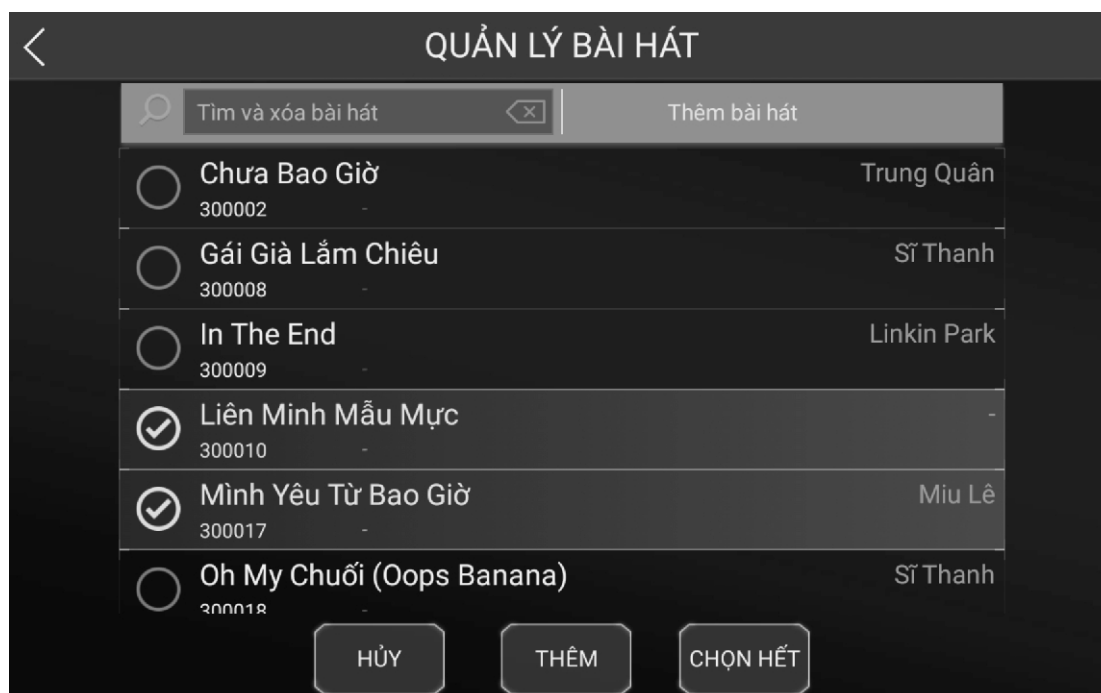 QUẢN LÝ BÀI HÁT
Tìm và xóa bài hát Thêm bài hát
Chưa Bao Giờ Trung Quân
300002 -
Gái Già Lắm Chiêu Sĩ Thanh
300008 -
In The End Linkin Park
300009 -
Liên Minh Mẫu Mực -
300010 -
Mình Yêu Từ Bao Giờ Miu Lê
300017 -
Oh My Chuối (Oops Banana) Sĩ Thanh
300018 -
HỦY THÊM CHỌN HẾT